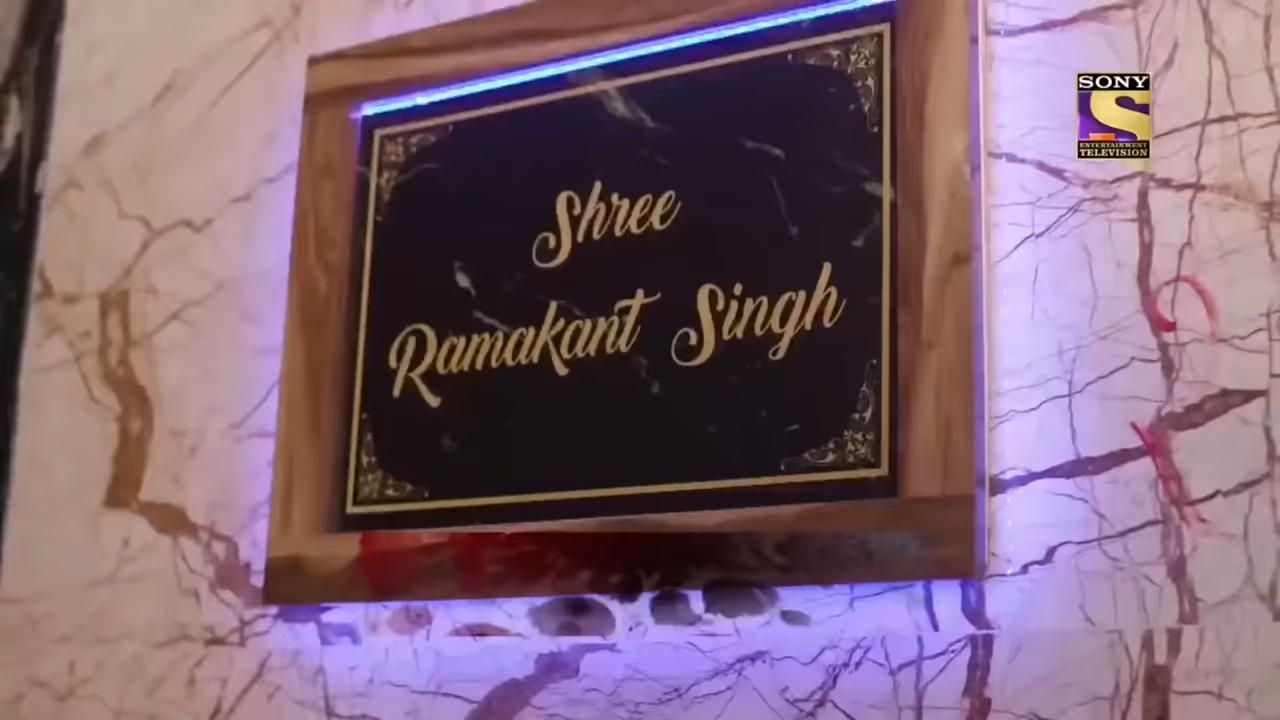 Shree
Ramakant Singh
SONY
S
ENTERTAINMENT
TELEVISION